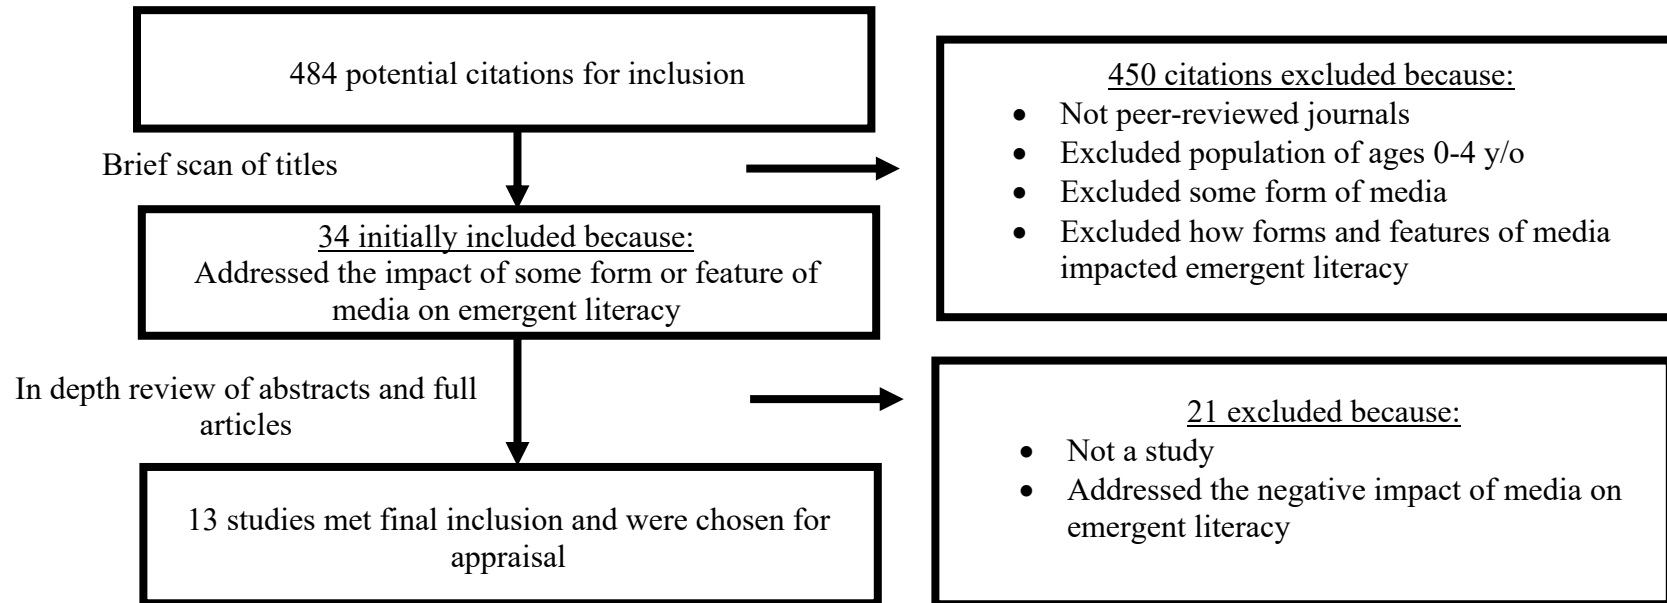 484 potential citations for inclusion
450 citations excluded because:
• Not peer-reviewed journals
• Excluded population of ages 0-4 y/o
• Excluded some form of media
• Excluded how forms and features of media
impacted emergent literacy
Brief scan of titles
34 initially included because:
Addressed the impact of some form or feature of
media on emergent literacy
In depth review of abstracts and full
articles
21 excluded because:
• Not a study
• Addressed the negative impact of media on
emergent literacy
13 studies met final inclusion and were chosen for
appraisal